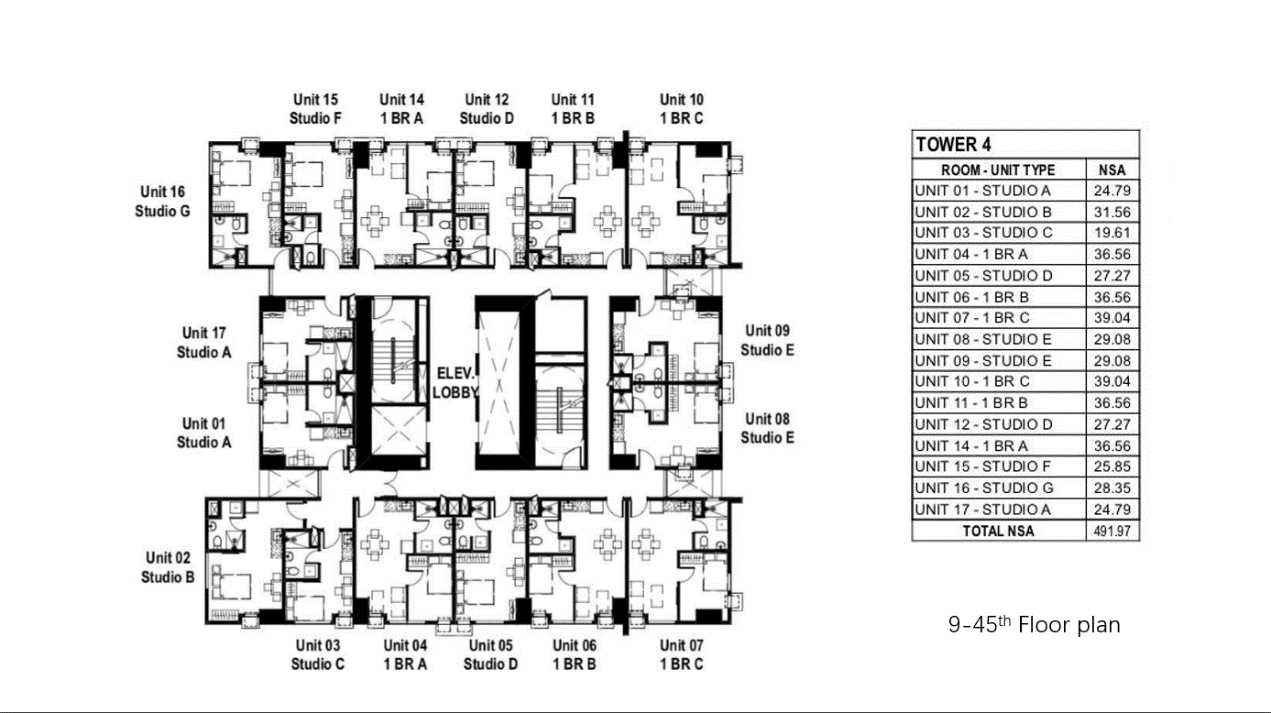 Unit 15
Studio F
Unit 14
1 BR A
Unit 12
Studio D
Unit 11
1 BR B
Unit 10
1 BR C
Unit 16
Studio G
Unit 17
Studio A
Unit 01
Studio A
ELEV.
LOBBY
Unit 09
Studio E
Unit 08
Studio E
Unit 02
Studio B
Unit 03
Studio C
Unit 04
1 BR A
Unit 05
Studio D
Unit 06
1 BR B
Unit 07
1 BR C
TOWER 4
ROOM - UNIT TYPE NSA
UNIT 01 - STUDIO A 24.79
UNIT 02 - STUDIO B 31.56
UNIT 03 - STUDIO C 19.61
UNIT 04 - 1 BR A 36.56
UNIT 05 - STUDIO D 27.27
UNIT 06 - 1 BR B 36.56
UNIT 07 - 1 BR C 39.04
UNIT 08 - STUDIO E 29.08
UNIT 09 - STUDIO E 29.08
UNIT 10 - 1 BR C 39.04
UNIT 11 - 1 BR B 36.56
UNIT 12 - STUDIO D 27.27
UNIT 14 - 1 BR A 36.56
UNIT 15 - STUDIO F 25.85
UNIT 16 - STUDIO G 28.35
UNIT 17 - STUDIO A 24.79
TOTAL NSA 491.97
9-45th Floor plan